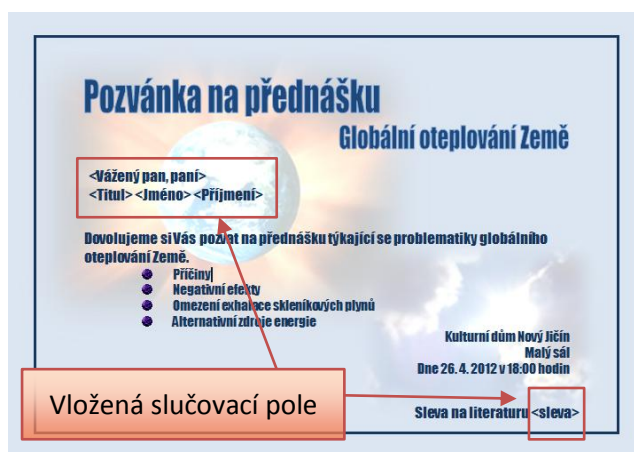 Pozvánka na přednášku
Globální oteplování Země
<Vážený pan, paní>
<Titul> <Jméno> <Příjmení>
Dovolujeme si Vás pozvat na přednášku týkající se problematiky globálního
oteplování Země.
Příčiny
Negativní efekty
Omezení exhalace skleníkových plynů
Alternativní zdroje energie
Kulturní dům Nový Jičín
Malý sál
Dne 26. 4. 2012 v 18:00 hodin
Vložená slučovací pole
Sleva na literaturu <sleva>